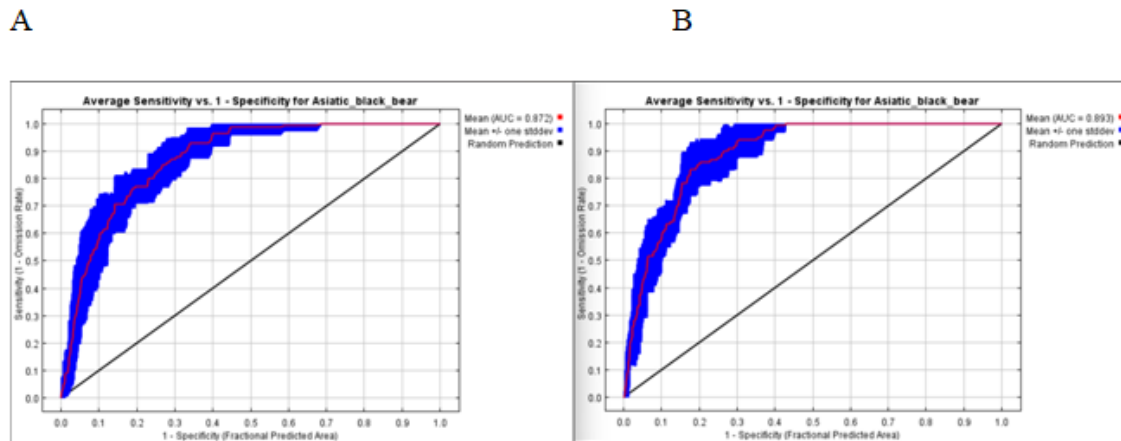 A
B
Average Sensitivity vs. 1 - Specificity for Asiatic_black_bear
Mean (AUC = 0.872)
Mean +/- one stddev
Random Prediction
1.0
0.9
0.8
0.7
0.6
0.5
0.4
0.3
0.2
0.1
0.0
Sensitivity (1 - Omission Rate)
0.0 0.1 0.2 0.3 0.4 0.5 0.6 0.7 0.8 0.9 1.0
1 - Specificity (Fractional Predicted Area)
Average Sensitivity vs. 1 - Specificity for Asiatic_black_bear
Mean (AUC = 0.893)
Mean +/- one stddev
Random Prediction
1.0
0.9
0.8
0.7
0.6
0.5
0.4
0.3
0.2
0.1
0.0
Sensitivity (1 - Omission Rate)
0.0 0.1 0.2 0.3 0.4 0.5 0.6 0.7 0.8 0.9 1.0
1 - Specificity (Fractional Predicted Area)